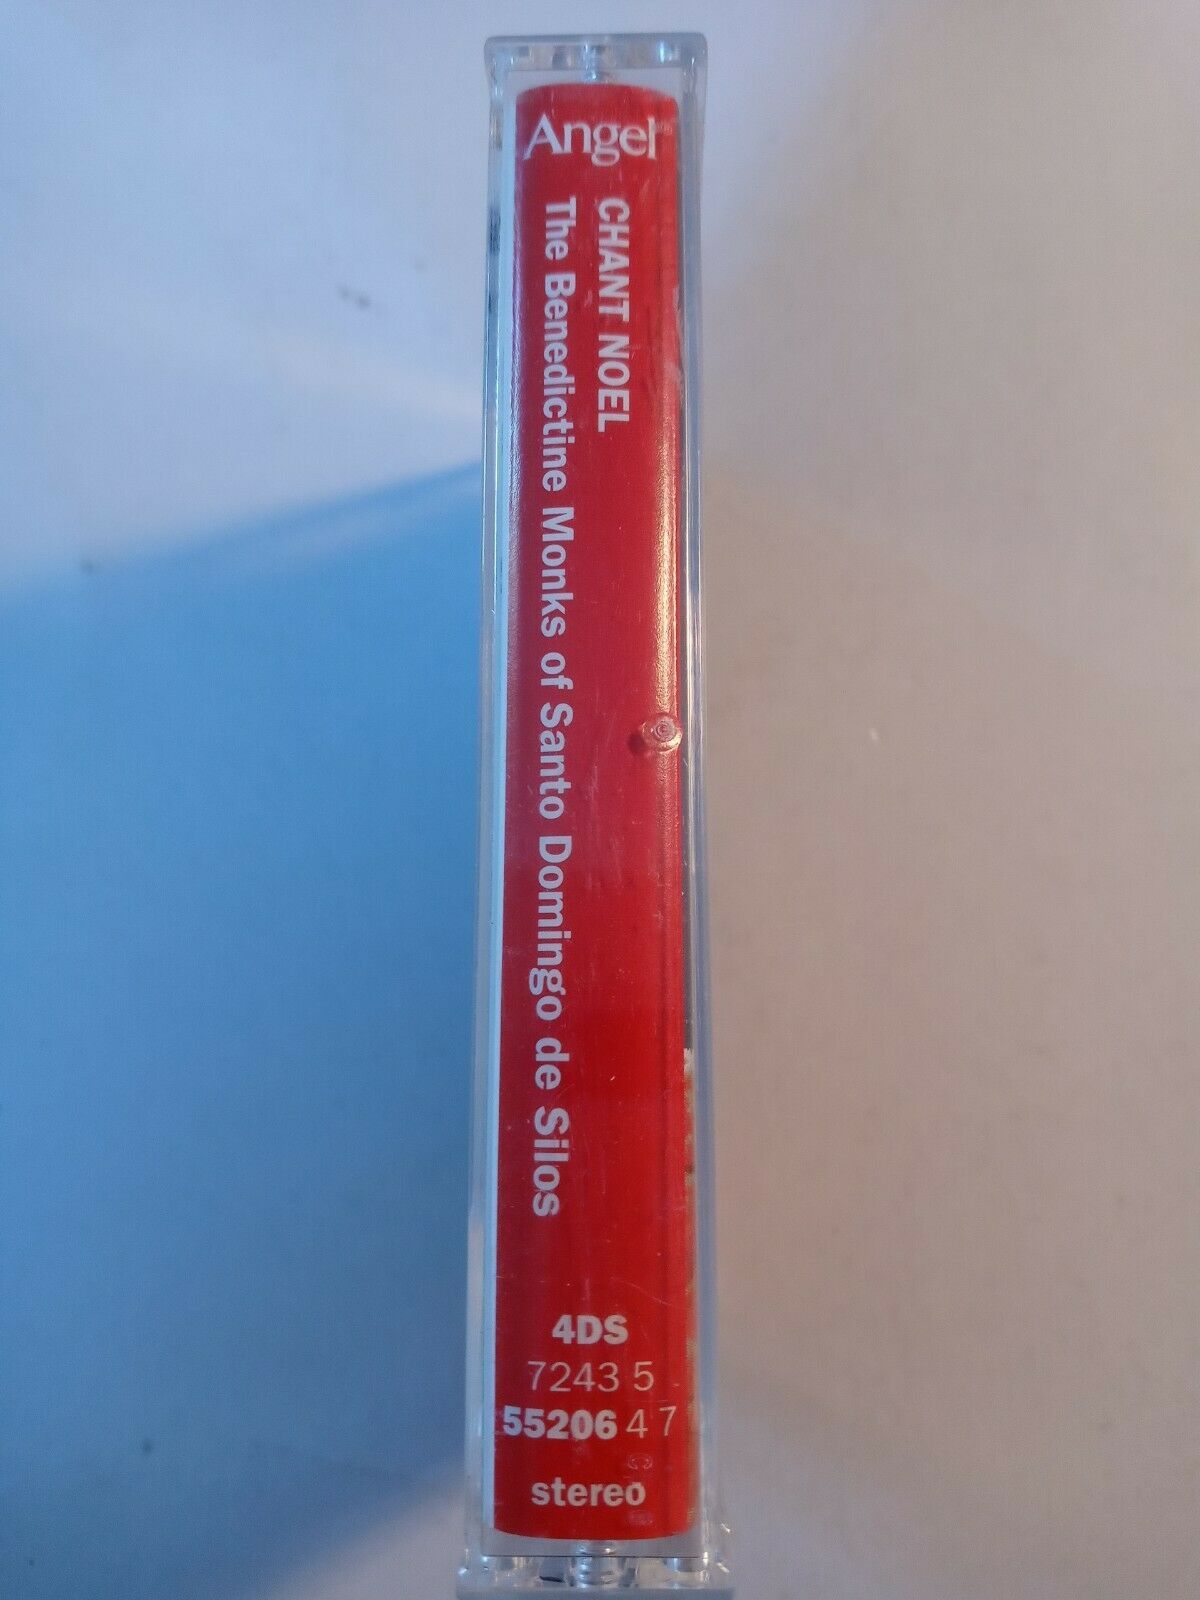 Angel
CHANT NOEL
The Benedictine Monks of Santo Domingo de Silos
4DS
7243 5
55206 4 7
stereo